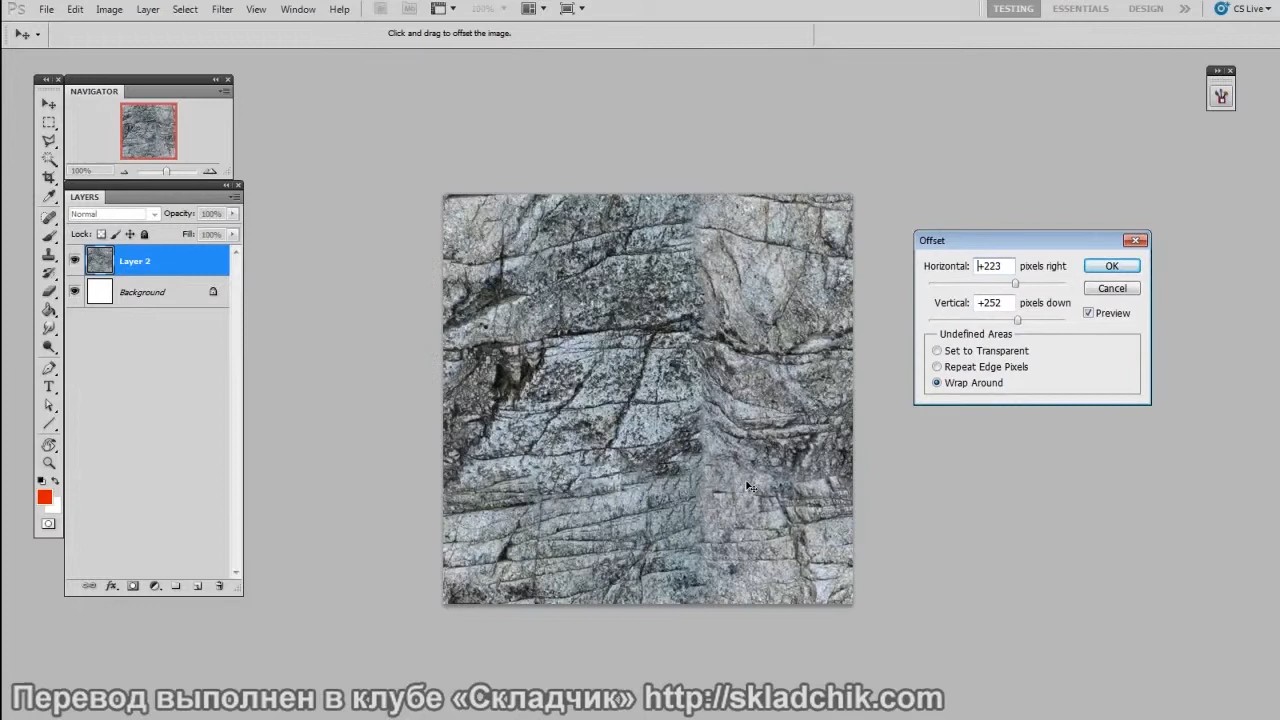 Ps File Edit Image Layer Select Filter View Window Help 100% TESTING ESSENTIALS DESIGN CS Live
Click and drag to offset the image.
NAVIGATOR
100%
LAYERS
Normal Opacity: 100%
Lock: Fill: 100%
Layer 2
Background
Offset
Horizontal: +223 pixels right OK
Cancel
Vertical: +252 pixels down
Preview
Undefined Areas
Set to Transparent
Repeat Edge Pixels
Wrap Around
Перевод выполнен в клубе «Складчик» http://skladchik.com